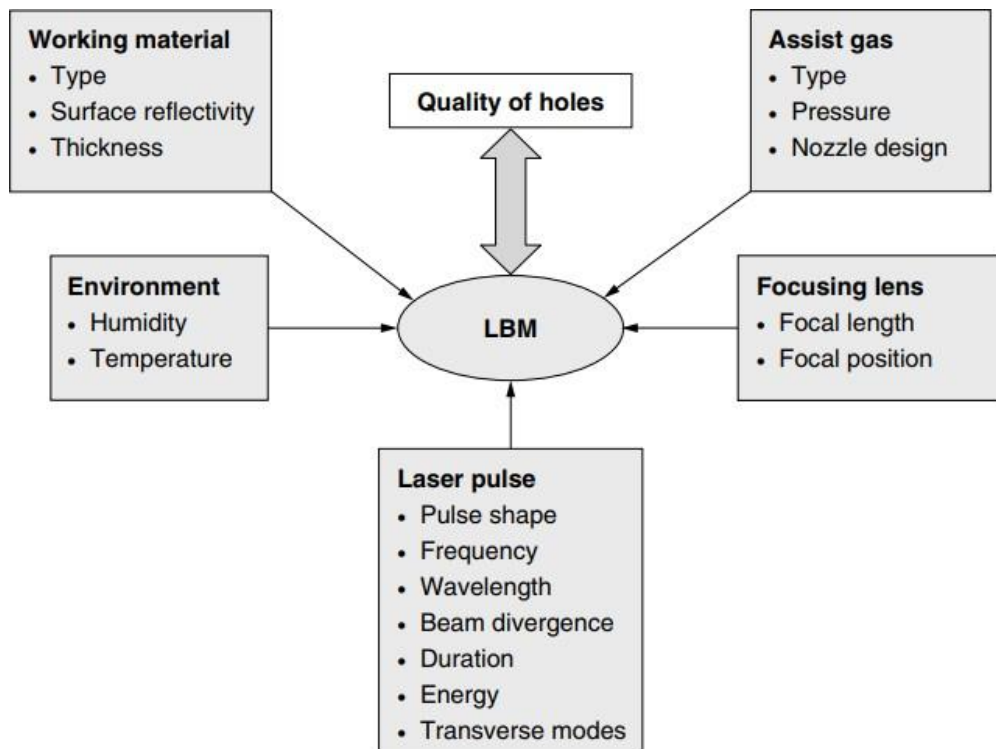 Working material
• Type
• Surface reflectivity
• Thickness
Quality of holes
Assist gas
• Type
• Pressure
• Nozzle design
Environment
• Humidity
• Temperature
LBM
Focusing lens
• Focal length
• Focal position
Laser pulse
• Pulse shape
• Frequency
• Wavelength
• Beam divergence
• Duration
• Energy
• Transverse modes